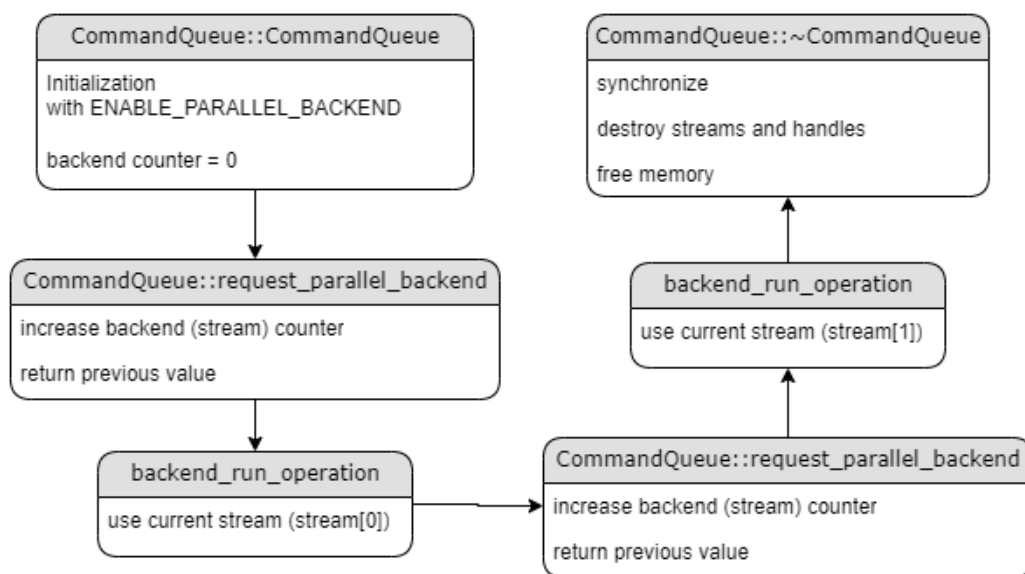 CommandQueue::CommandQueue
Initialization
with ENABLE_PARALLEL_BACKEND
backend counter = 0
CommandQueue::request_parallel_backend
increase backend (stream) counter
return previous value
backend_run_operation
use current stream (stream[0])
CommandQueue::request_parallel_backend
increase backend (stream) counter
return previous value
backend_run_operation
use current stream (stream[1])
CommandQueue::~CommandQueue
synchronize
destroy streams and handles
free memory